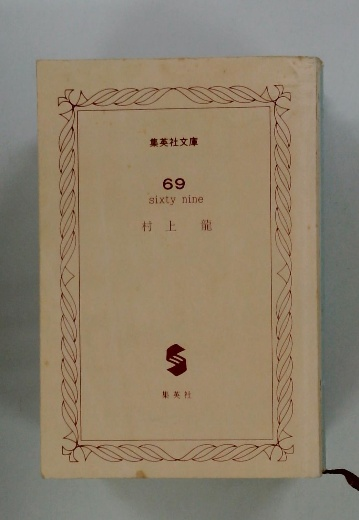 集英社文庫
69
sixty nine
村上 龍
集英社